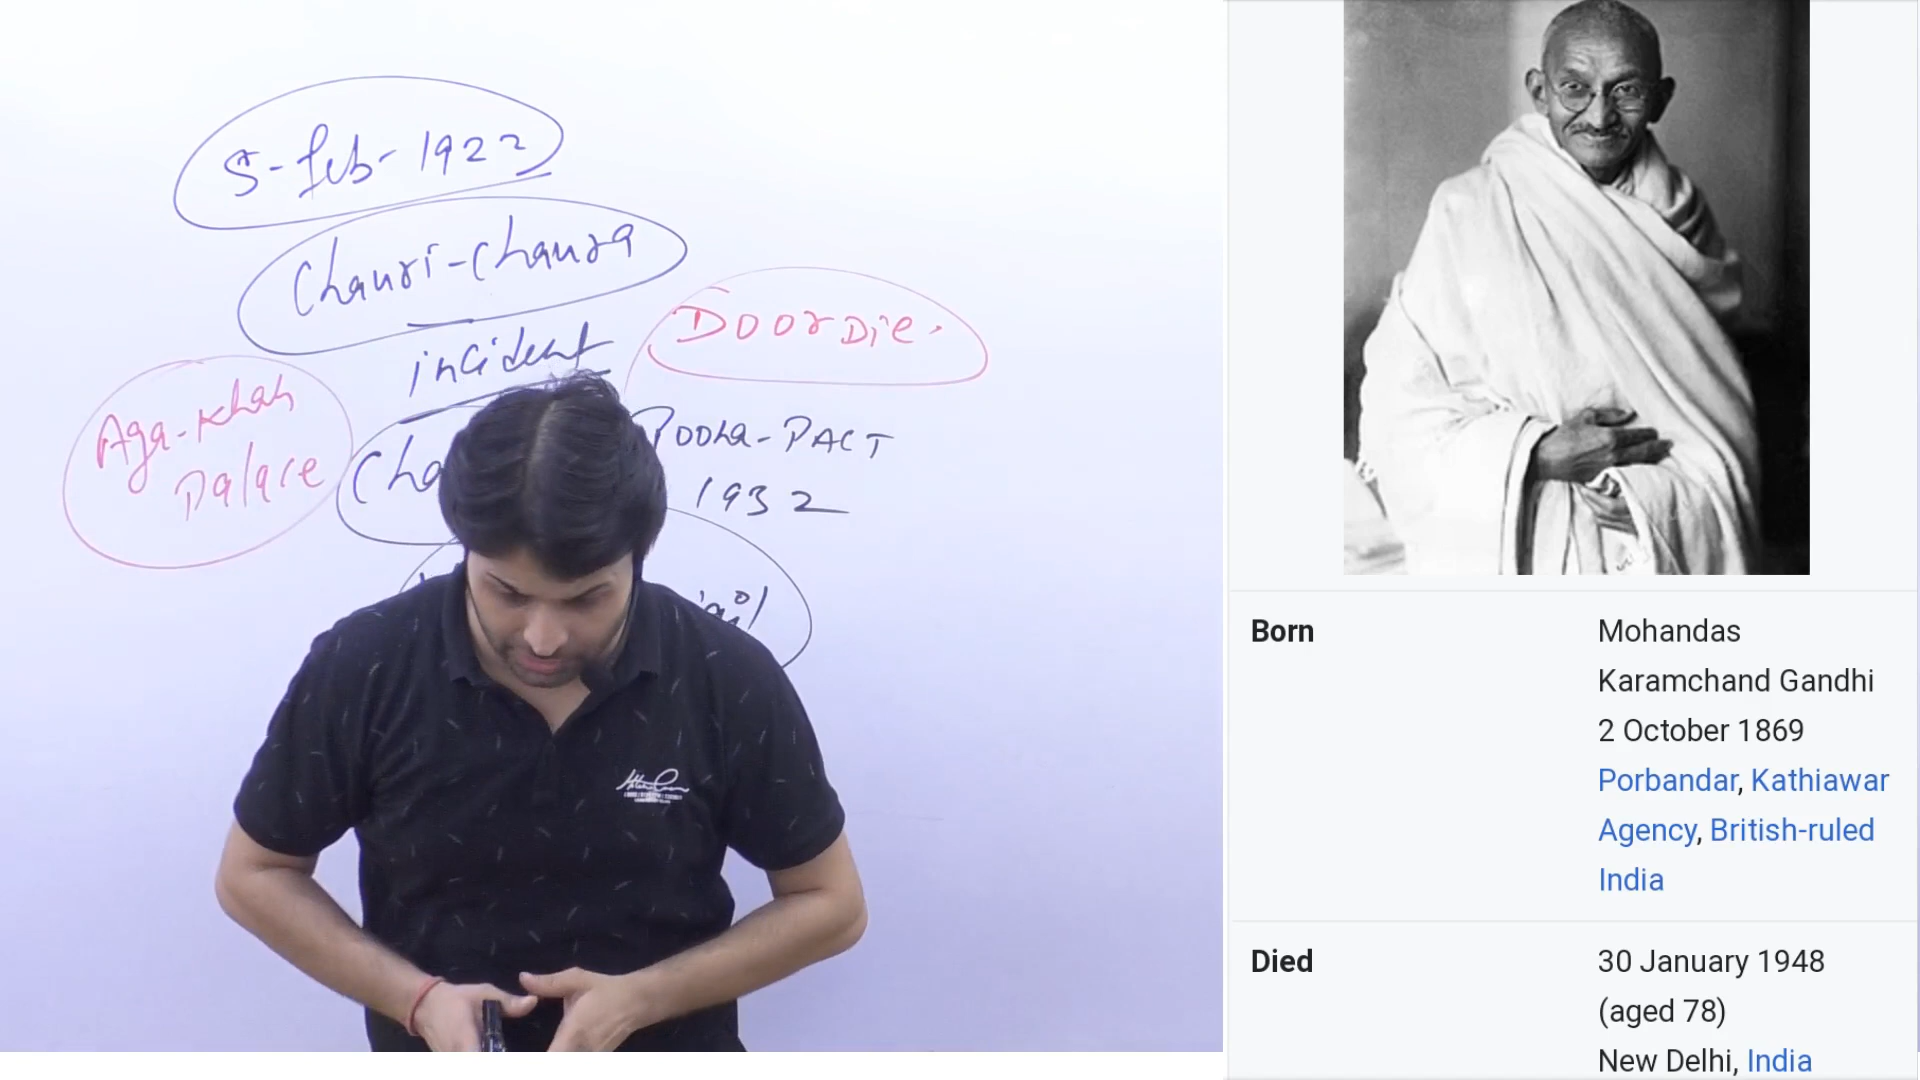 5-Feb-1922
Chauri-Chaura
incident
Door Die.
Aga-Khan
Palace
Cha
Poona-PACT
1932
Born
Mohandas
Karamchand Gandhi
2 October 1869
Porbandar, Kathiawar
Agency, British-ruled
India
Died
30 January 1948
(aged 78)
New Delhi, India